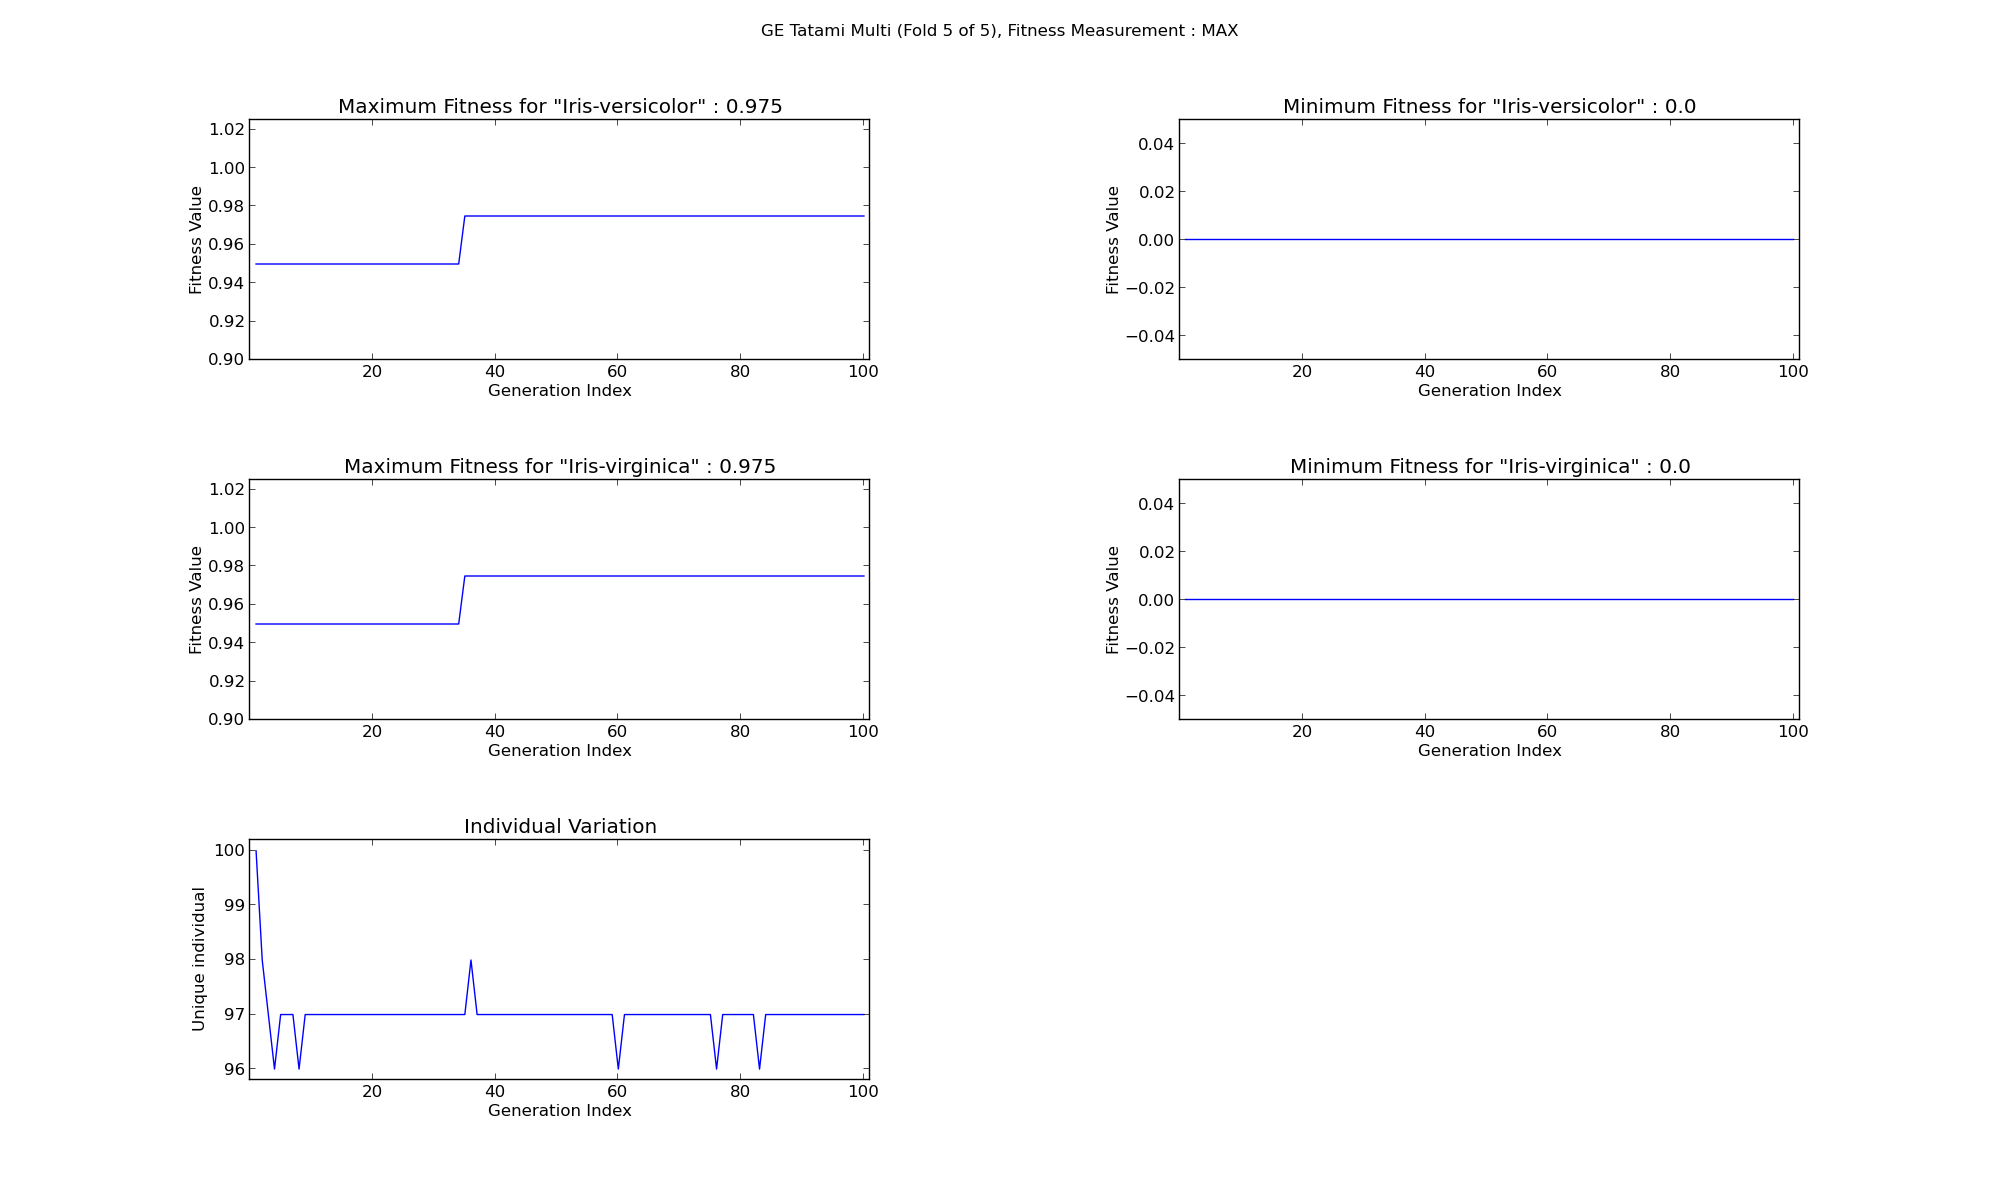 GE Tatami Multi (Fold 5 of 5), Fitness Measurement : MAX
Maximum Fitness for "Iris-versicolor" : 0.975
1.02
1.00
0.98
0.96
0.94
0.92
0.90
Fitness Value
20 40 60 80 100
Generation Index
Minimum Fitness for "Iris-versicolor" : 0.0
0.04
0.02
0.00
−0.02
−0.04
Fitness Value
20 40 60 80 100
Generation Index
Maximum Fitness for "Iris-virginica" : 0.975
1.02
1.00
0.98
0.96
0.94
0.92
0.90
Fitness Value
20 40 60 80 100
Generation Index
Minimum Fitness for "Iris-virginica" : 0.0
0.04
0.02
0.00
−0.02
−0.04
Fitness Value
20 40 60 80 100
Generation Index
Individual Variation
100
99
98
97
96
Unique individual
20 40 60 80 100
Generation Index